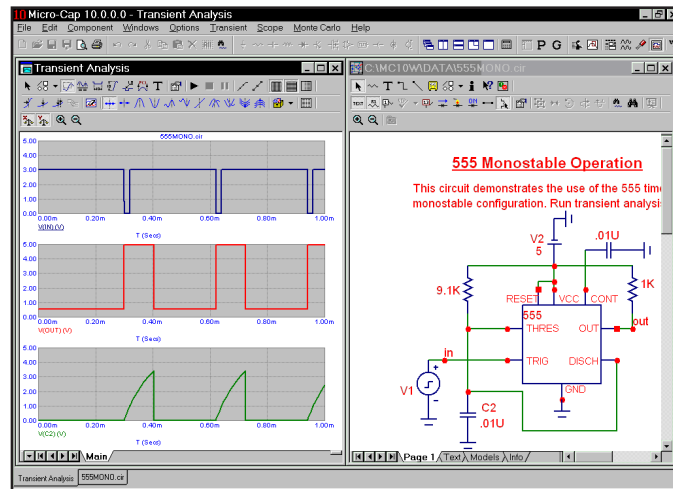 Micro-Cap 10.0.0.0 - Transient Analysis
File Edit Component Windows Options Transient Scope Monte Carlo Help
P G
Transient Analysis
T
555MONO.cir
5.00
4.00
3.00
2.00
1.00
0.00
0.00m 0.20m 0.40m 0.60m 0.80m 1.00m
V(IN) (V)
T (Secs)
5.00
4.00
3.00
2.00
1.00
0.00
0.00m 0.20m 0.40m 0.60m 0.80m 1.00m
V(OUT) (V)
T (Secs)
5.00
4.00
3.00
2.00
1.00
0.00
0.00m 0.20m 0.40m 0.60m 0.80m 1.00m
V(C2) (V)
T (Secs)
Main
C:\MC10W\DATA\555MONO.cir
T
TEXT
555 Monostable Operation
This circuit demonstrates the use of the 555 time
monostable configuration. Run transient analysis
V2
5
.01U
9.1K
1K
RESET VCC CONT
555
THRES OUT
out
in
TRIG DISCH
V1
GND
C2
.01U
Page 1 Text Models Info
Transient Analysis 555MONO.cir